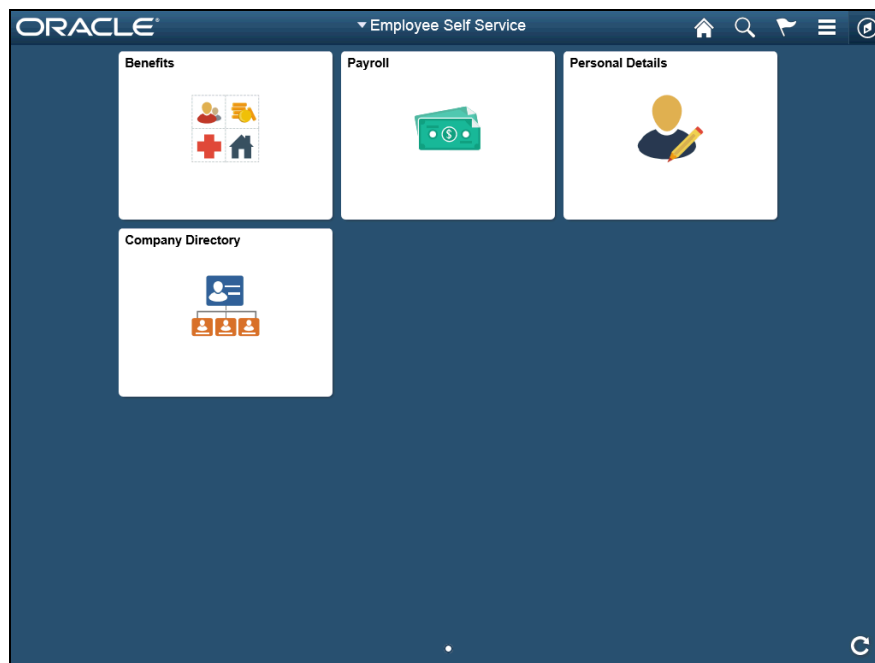 ORACLE®
Employee Self Service
Benefits
Payroll
Personal Details
Company Directory